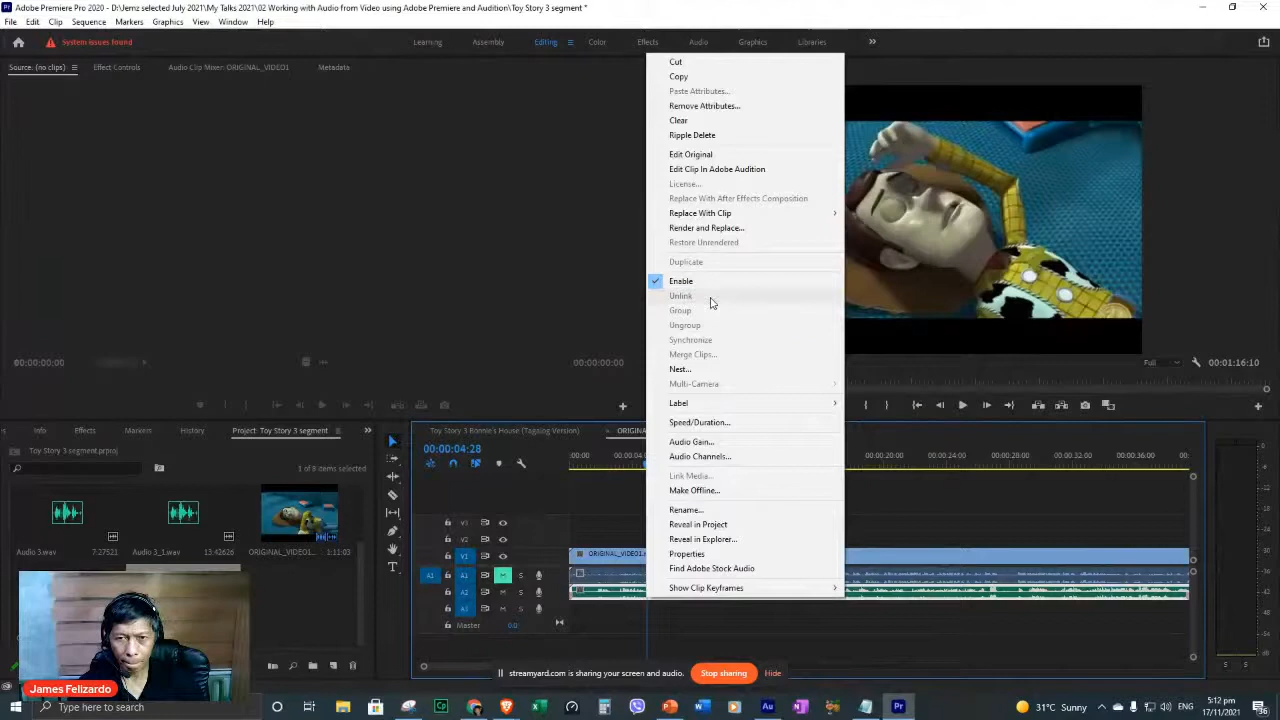 Adobe Premiere Pro 2020 - D:\Jemz selected July 2021\My Talks 2021\02 Working with Audio from Video using Adobe Premiere and Audition\Toy Story 3 segment *
File Edit Clip Sequence Markers Graphics View Window Help
System issues found
Learning Assembly Editing Color Effects Audio Graphics Libraries
Source: (no clips) Effect Controls Audio Clip Mixer: ORIGINAL_VIDEO1 Metadata
Cut
Copy
Paste Attributes...
Remove Attributes...
Clear
Ripple Delete
Edit Original
Edit Clip In Adobe Audition
License...
Replace With After Effects Composition
Replace With Clip
Render and Replace...
Restore Unrendered
Duplicate
Enable
Unlink
Group
Ungroup
Synchronize
Merge Clips...
Nest...
Multi-Camera
Label
Speed/Duration...
Audio Gain...
Audio Channels...
Link Media...
Make Offline...
Rename...
Reveal in Project
Reveal in Explorer...
Properties
Find Adobe Stock Audio
Show Clip Keyframes
00:00:00:00
00:00:00:00
Full
00:01:16:10
Info Effects Markers History Project: Toy Story 3 segment
Toy Story 3 segment.prproj
1 of 8 items selected
Audio 3.wav 7:27521
Audio 3_1.wav 13:42626
ORIGINAL_VIDEO1... 1:11:03
Toy Story 3 Bonnie's House (Tagalog Version)
00:00:04:28
:00:00 00:00:20:00 00:00:24:00 00:00:28:00 00:00:32:00 00:00:36:00 00:
V3
V2
V1 ORIGINAL_VIDEO1
A1 A1 M S
A2 M S
A3 M S
Master 0.0
S S
streamyard.com is sharing your screen and audio. Stop sharing Hide
James Felizardo
Type here to search
31°C Sunny
5:12 pm
17/11/2021